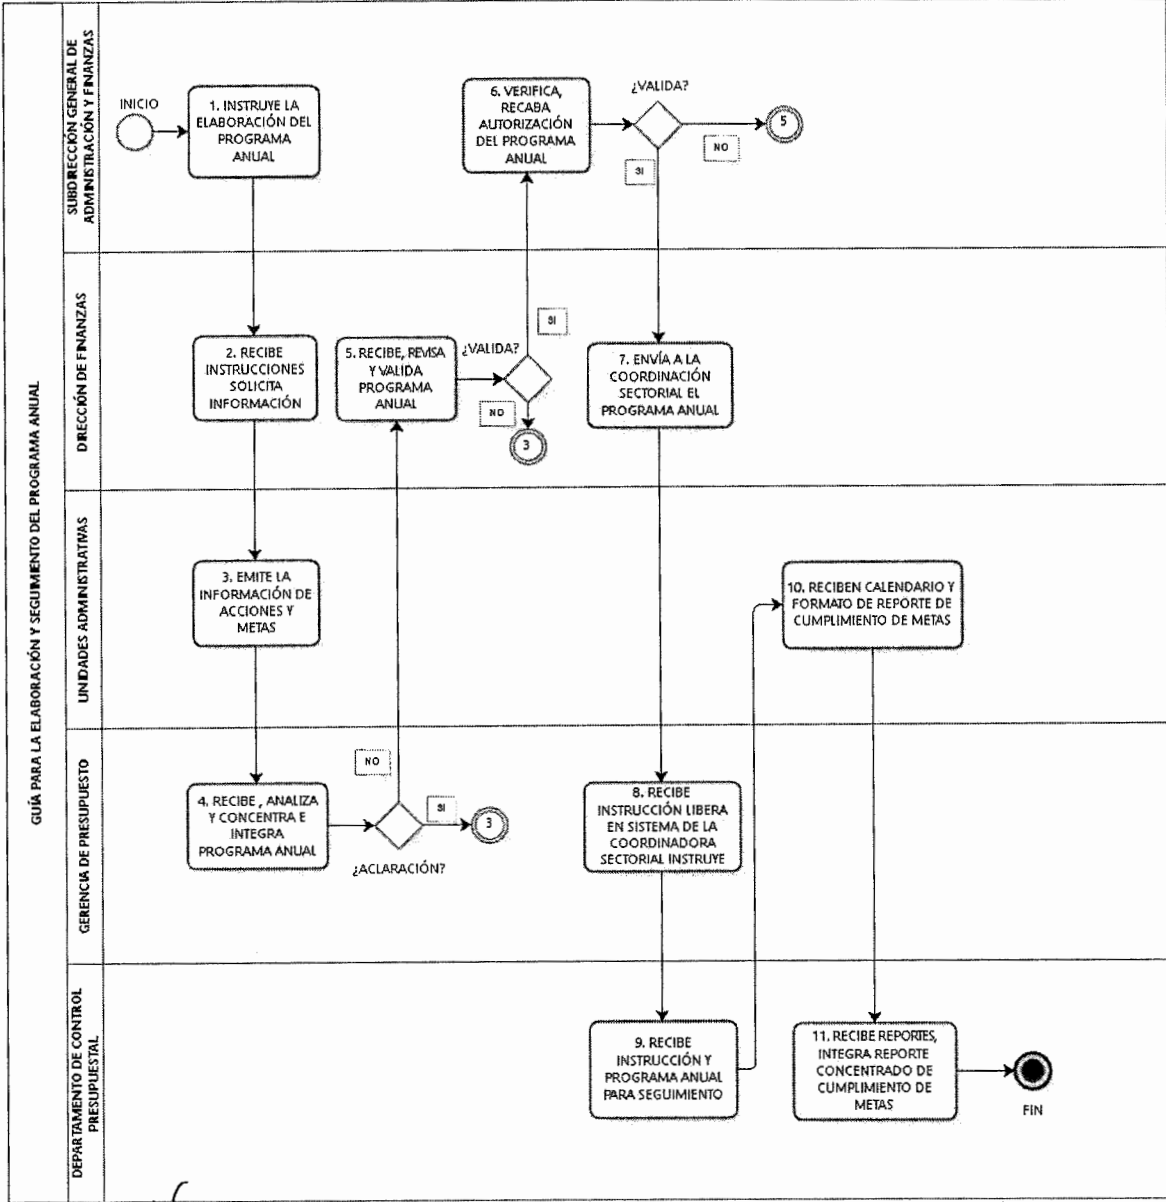 GUÍA PARA LA ELABORACIÓN Y SEGUIMIENTO DEL PROGRAMA ANUAL
SUBDIRECCIÓN GENERAL DE
ADMINISTRACIÓN Y FINANZAS
INICIO
1. INSTRUYE LA
ELABORACIÓN DEL
PROGRAMA
ANUAL
6. VERIFICA,
RECABA
AUTORIZACIÓN
DEL PROGRAMA
ANUAL
¿VALIDA?
5
NO
SI
DIRECCIÓN DE FINANZAS
2. RECIBE
INSTRUCCIONES
SOLICITA
INFORMACIÓN
5. RECIBE, REVISA
Y VALIDA
PROGRAMA
ANUAL
¿VALIDA?
SI
NO
3
7. ENVÍA A LA
COORDINACIÓN
SECTORIAL EL
PROGRAMA ANUAL
UNIDADES ADMINISTRATIVAS
3. EMITE LA
INFORMACIÓN DE
ACCIONES Y
METAS
10. RECIBEN CALENDARIO Y
FORMATO DE REPORTE DE
CUMPLIMIENTO DE METAS
GERENCIA DE PRESUPUESTO
4. RECIBE , ANALIZA
Y CONCENTRA E
INTEGRA
PROGRAMA ANUAL
NO
SI
3
¿ACLARACIÓN?
8. RECIBE
INSTRUCCIÓN LIBERA
EN SISTEMA DE LA
COORDINADORA
SECTORIAL INSTRUYE
DEPARTAMENTO DE CONTROL
PRESUPUESTAL
9. RECIBE
INSTRUCCIÓN Y
PROGRAMA ANUAL
PARA SEGUIMIENTO
11. RECIBE REPORTES,
INTEGRA REPORTE
CONCENTRADO DE
CUMPLIMIENTO DE
METAS
FIN